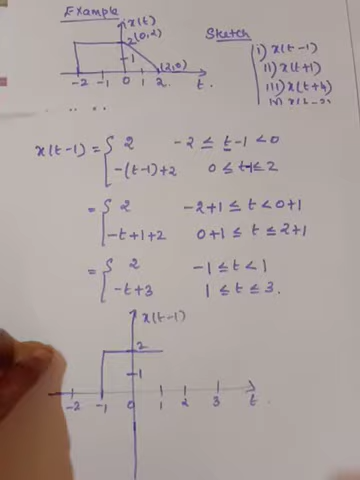 Example
x(t)
(0,2)
2
1
(2,0)
-2 -1 0 1 2 t
Sketch
i) x(t-1)
ii) x(t+1)
iii) x(t+4)
x(t-1) = { 2 -2 ≤ t-1 < 0
-(t-1)+2 0 ≤ t-1 ≤ 2
= { 2 -2+1 ≤ t < 0+1
-t+1+2 0+1 ≤ t ≤ 2+1
= { 2 -1 ≤ t < 1
-t+3 1 ≤ t ≤ 3.
x(t-1)
2
1
-2 -1 0 1 2 3 t